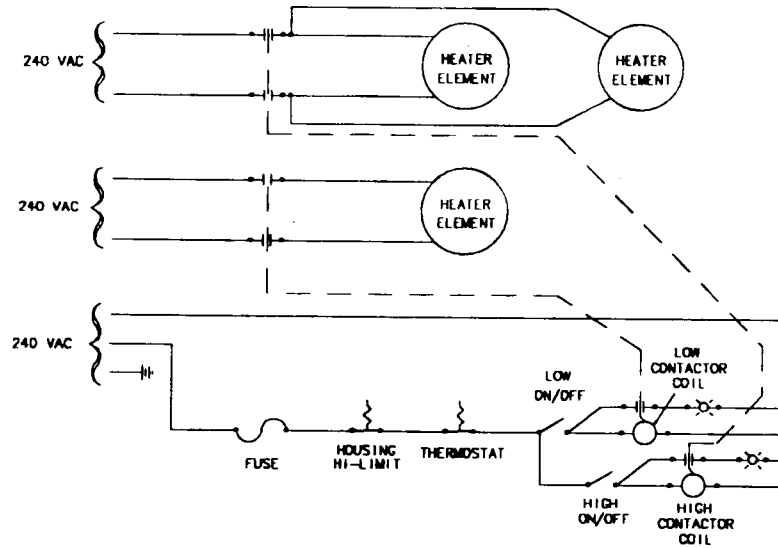 240 VAC
HEATER
ELEMENT
HEATER
ELEMENT
240 VAC
HEATER
ELEMENT
240 VAC
LOW
ON/OFF
LOW
CONTACTOR
COIL
FUSE
HOUSING
HI-LIMIT
THERMOSTAT
HIGH
ON/OFF
HIGH
CONTACTOR
COIL